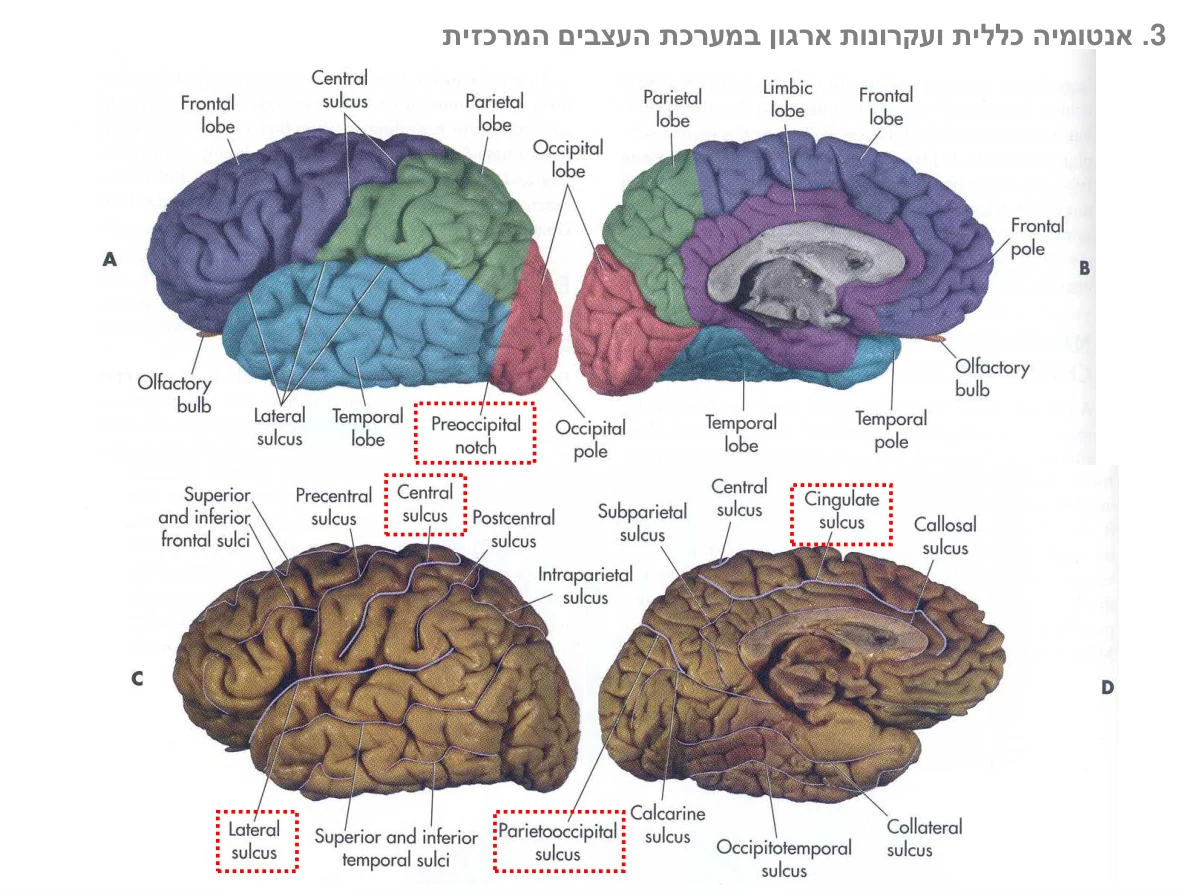 3. אנטומיה כללית ועקרונות ארגון במערכת העצבים המרכזית
Central
sulcus
Frontal
lobe
Parietal
lobe
Occipital
lobe
Parietal
lobe
Limbic
lobe
Frontal
lobe
Frontal
pole
A
B
Olfactory
bulb
Lateral
sulcus
Temporal
lobe
Preoccipital
notch
Occipital
pole
Temporal
lobe
Temporal
pole
Olfactory
bulb
Superior
and inferior
frontal sulci
Precentral
sulcus
Central
sulcus
Postcentral
sulcus
Intraparietal
sulcus
Subparietal
sulcus
Central
sulcus
Cingulate
sulcus
Callosal
sulcus
C
D
Lateral
sulcus
Superior and inferior
temporal sulci
Parietooccipital
sulcus
Calcarine
sulcus
Occipitotemporal
sulcus
Collateral
sulcus